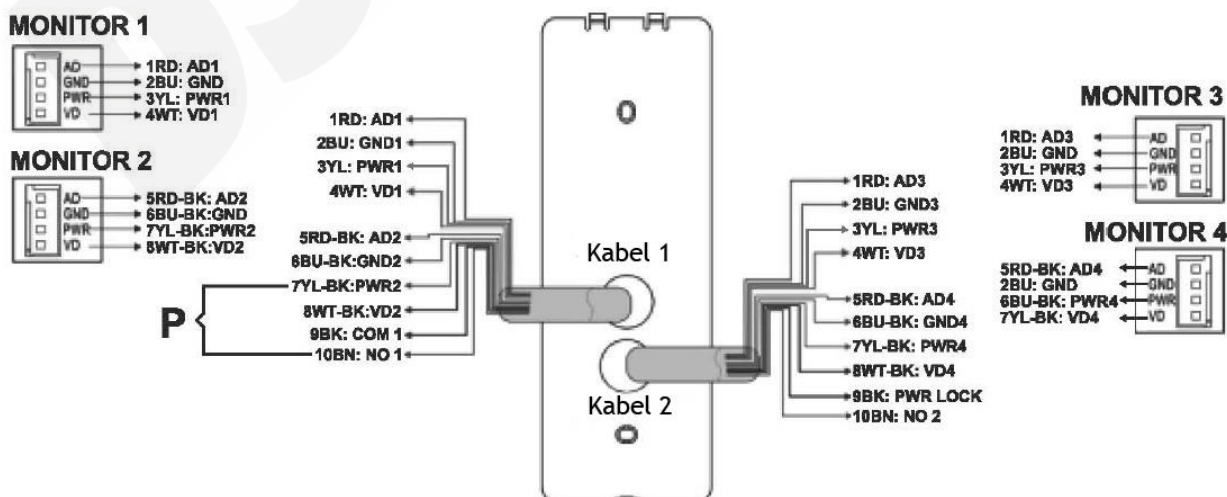 MONITOR 1
AD
GND
PWR
VD
1RD: AD1
2BU: GND
3YL: PWR1
4WT: VD1
MONITOR 2
AD
GND
PWR
VD
5RD-BK: AD2
6BU-BK:GND
7YL-BK:PWR2
8WT-BK:VD2
1RD: AD1
2BU: GND1
3YL: PWR1
4WT: VD1
5RD-BK: AD2
6BU-BK:GND2
7YL-BK:PWR2
8WT-BK:VD2
9BK: COM 1
10BN: NO 1
P
Kabel 1
Kabel 2
1RD: AD3
2BU: GND3
3YL: PWR3
4WT: VD3
5RD-BK: AD4
6BU-BK: GND4
7YL-BK: PWR4
8WT-BK: VD4
9BK: PWR LOCK
10BN: NO 2
MONITOR 3
1RD: AD3
2BU: GND
3YL: PWR3
4WT: VD3
AD
GND
PWR
VD
MONITOR 4
5RD-BK: AD4
2BU: GND
6BU-BK: PWR4
7YL-BK: VD4
AD
GND
PWR
VD